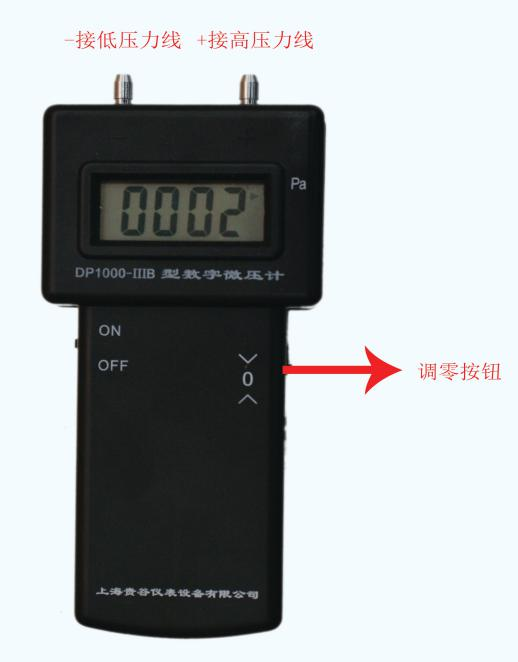 -接低压力线 +接高压力线
- +
0002
Pa
DP1000-IIIB 型数字微压计
ON
OFF
0
调零按钮
上海贵谷仪表设备有限公司